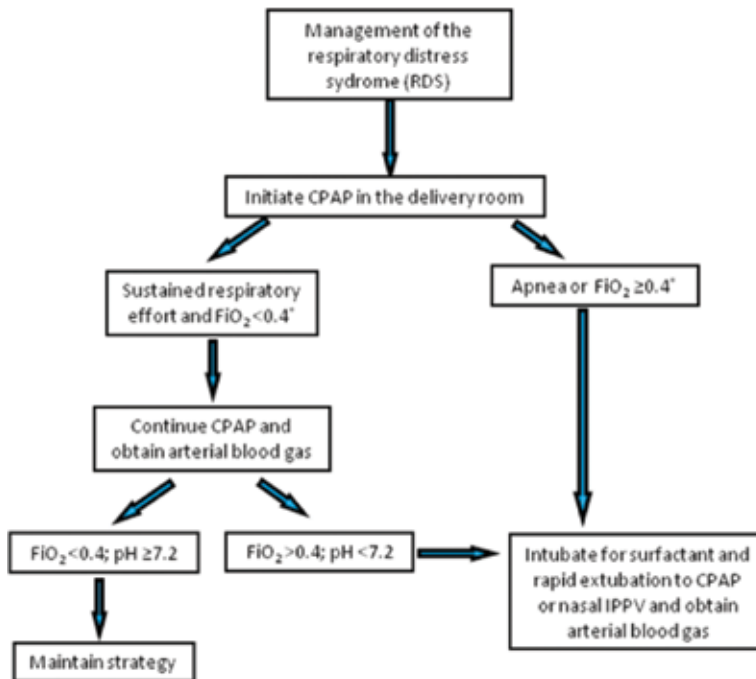 Management of the
respiratory distress
sydrome (RDS)
Initiate CPAP in the delivery room
Sustained respiratory
effort and FiO₂<0.4*
Apnea or FiO₂ ≥0.4*
Continue CPAP and
obtain arterial blood gas
FiO₂<0.4; pH ≥7.2
FiO₂>0.4; pH <7.2
Intubate for surfactant and
rapid extubation to CPAP
or nasal IPPV and obtain
arterial blood gas
Maintain strategy